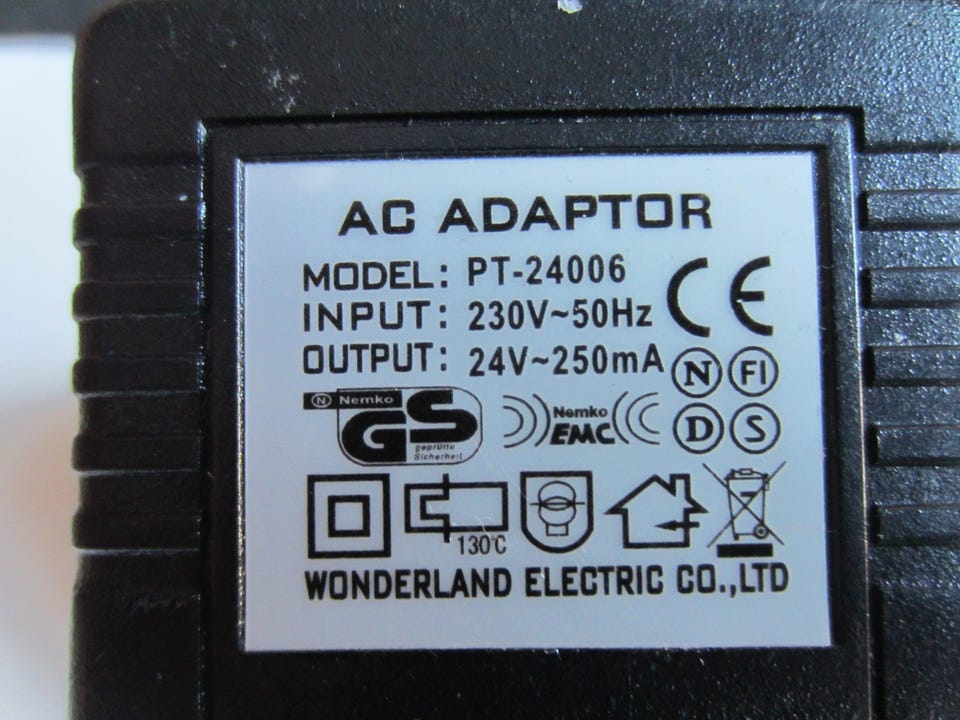 AC ADAPTOR
MODEL: PT-24006
INPUT: 230V~50Hz
OUTPUT: 24V~250mA
CE
N FI
D S
N Nemko
GS
geprüfte
Sicherheit
Nemko
EMC
130°C
WONDERLAND ELECTRIC CO.,LTD